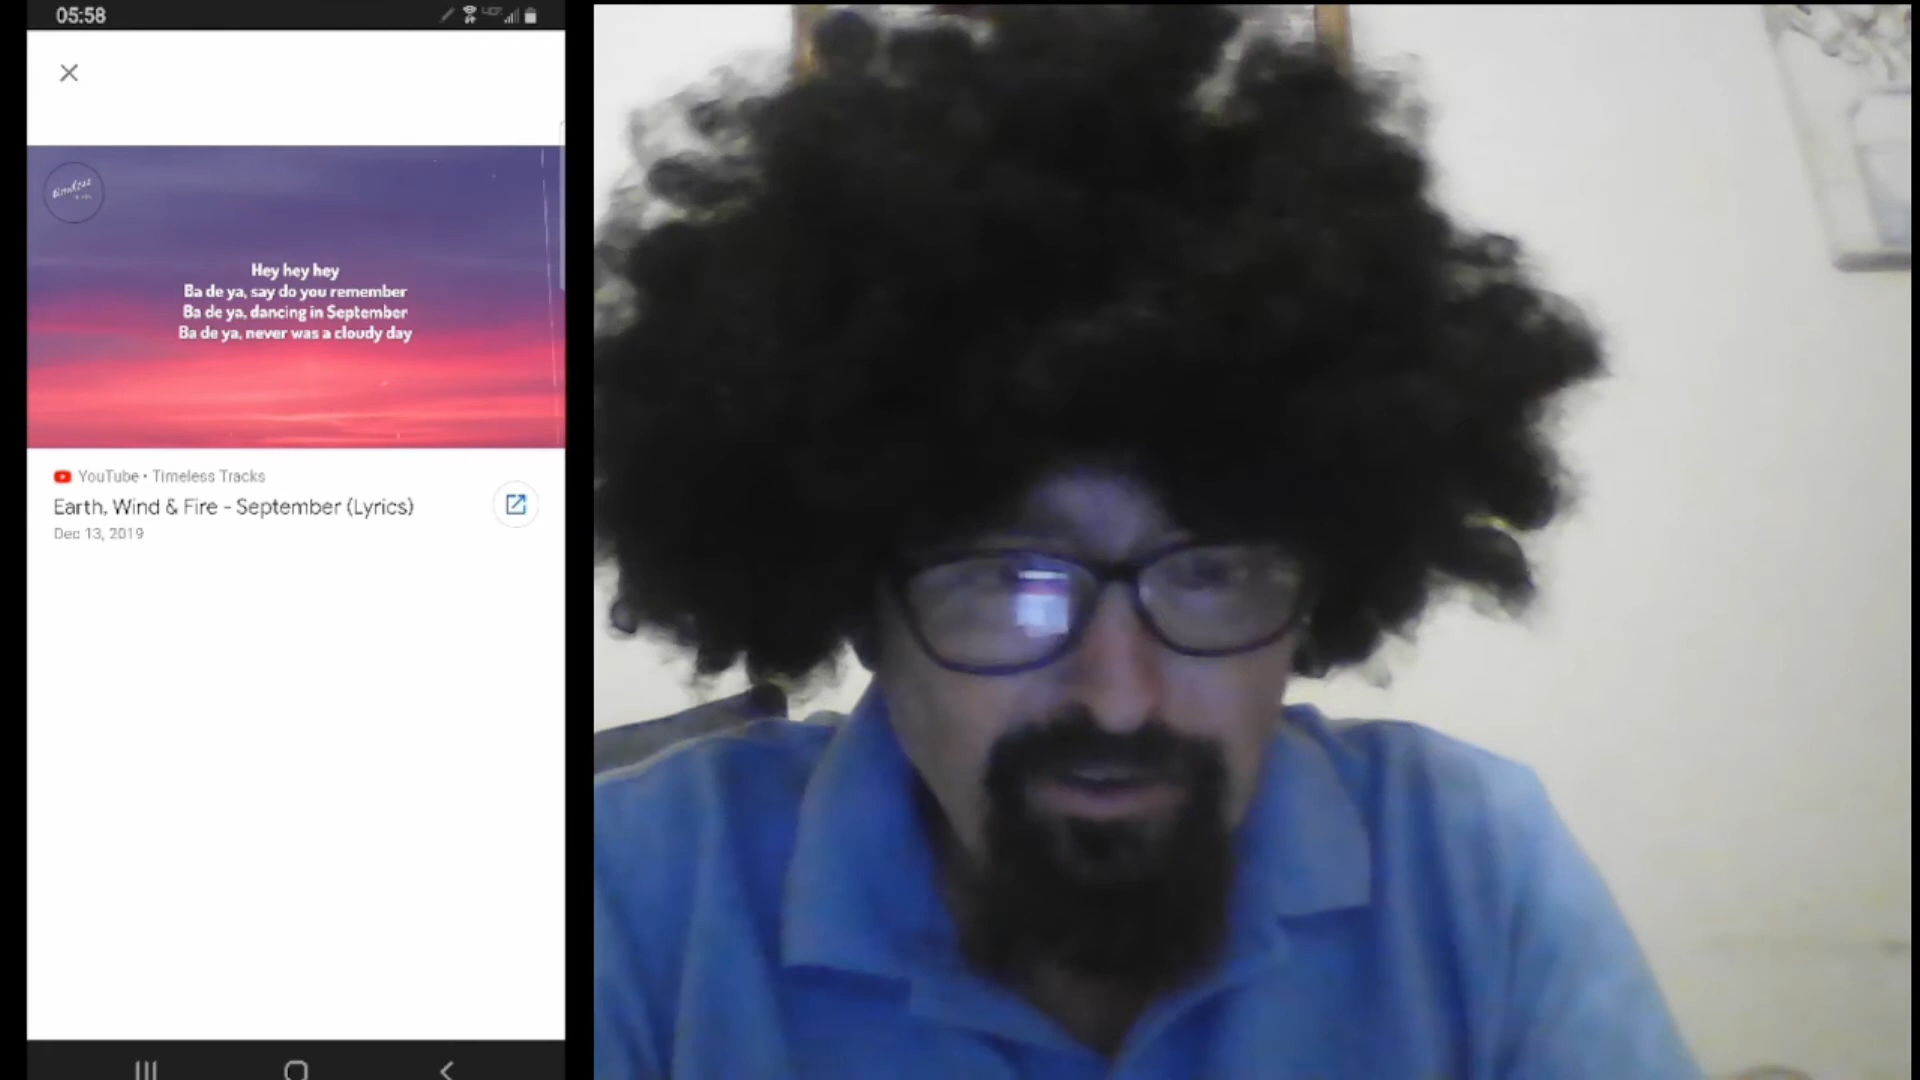 05:58
timeless
Hey hey hey
Ba de ya, say do you remember
Ba de ya, dancing in September
Ba de ya, never was a cloudy day
YouTube • Timeless Tracks
Earth, Wind & Fire - September (Lyrics)
Dec 13, 2019